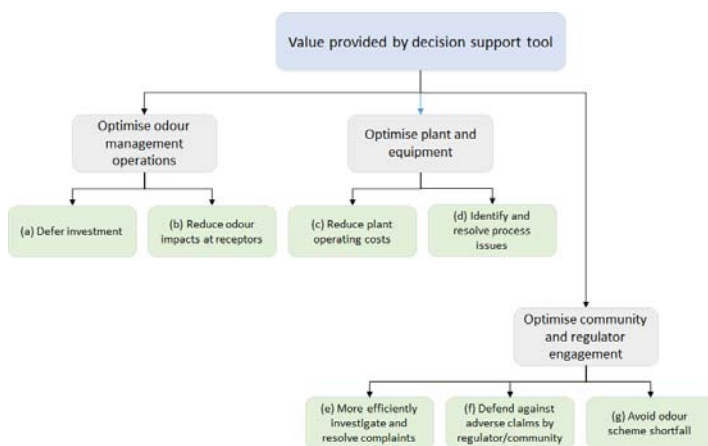 Value provided by decision support tool
Optimise odour
management
operations
Optimise plant and
equipment
(a) Defer investment
(b) Reduce odour
impacts at receptors
(c) Reduce plant
operating costs
(d) Identify and
resolve process
issues
Optimise community
and regulator
engagement
(e) More efficiently
investigate and
resolve complaints
(f) Defend against
adverse claims by
regulator/community
(g) Avoid odour
scheme shortfall